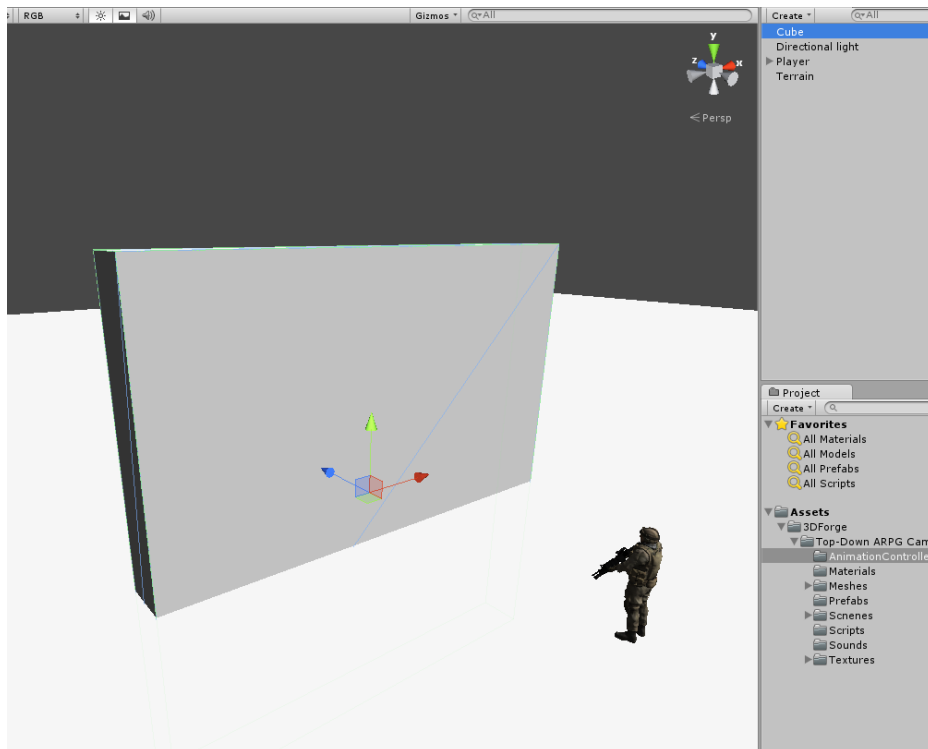 RGB
Gizmos
All
y
z
x
Persp
Create
All
Cube
Directional light
Player
Terrain
Project
Create
Favorites
All Materials
All Models
All Prefabs
All Scripts
Assets
3DForge
Top-Down ARPG Cam
AnimationControlle
Materials
Meshes
Prefabs
Scnenes
Scripts
Sounds
Textures